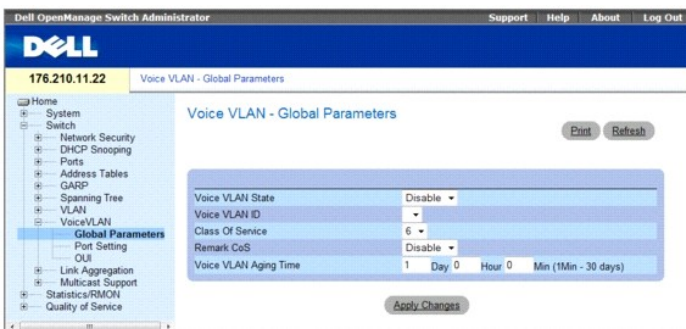 Dell OpenManage Switch Administrator
Support Help About Log Out
DELL
176.210.11.22
Voice VLAN - Global Parameters
Home
System
Switch
Network Security
DHCP Snooping
Ports
Address Tables
GARP
Spanning Tree
VLAN
VoiceVLAN
Global Parameters
Port Setting
OUI
Link Aggregation
Multicast Support
Statistics/RMON
Quality of Service
Voice VLAN - Global Parameters
Print Refresh
Voice VLAN State Disable
Voice VLAN ID
Class Of Service 6
Remark CoS Disable
Voice VLAN Aging Time 1 Day 0 Hour 0 Min (1Min - 30 days)
Apply Changes